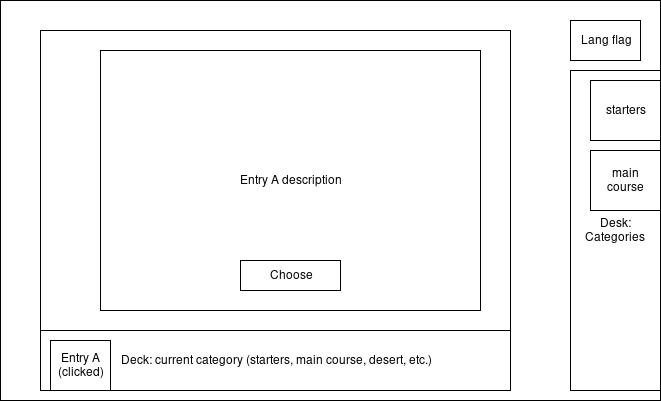 Lang flag
starters
main
course
Desk:
Categories
Entry A description
Choose
Entry A
(clicked)
Deck: current category (starters, main course, desert, etc.)